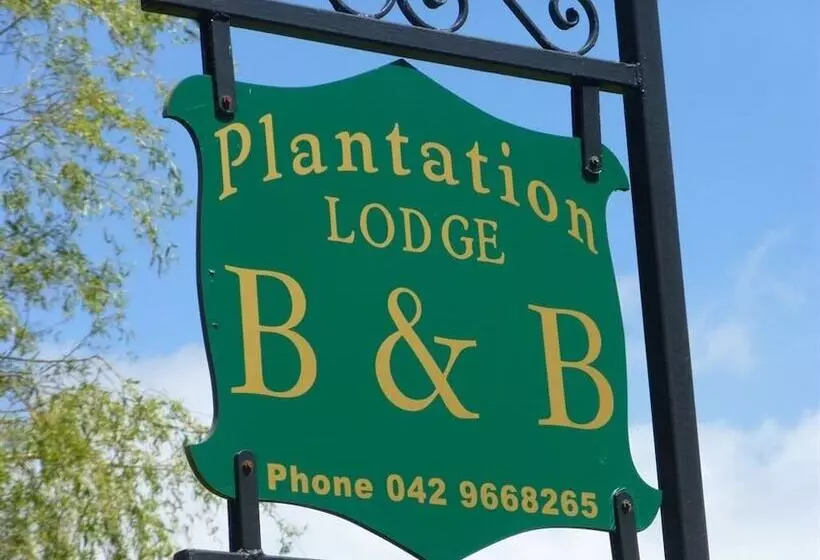 Plantation
LODGE
B & B
Phone 042 9668265